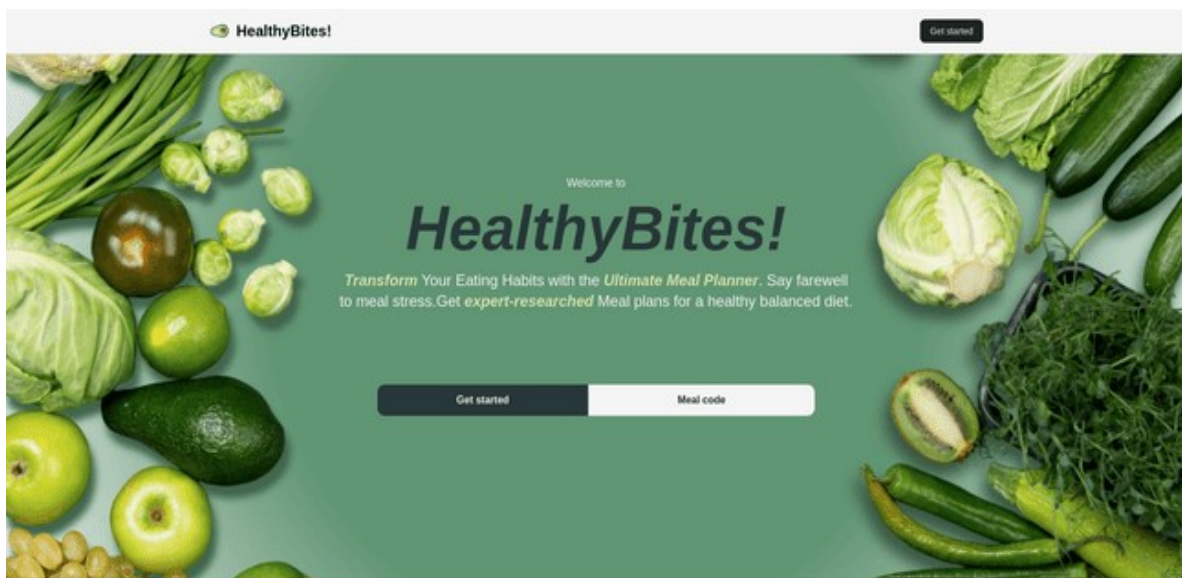 HealthyBites!
Get started
Welcome to
HealthyBites!
Transform Your Eating Habits with the Ultimate Meal Planner. Say farewell
to meal stress.Get expert-researched Meal plans for a healthy balanced diet.
Get started
Meal code